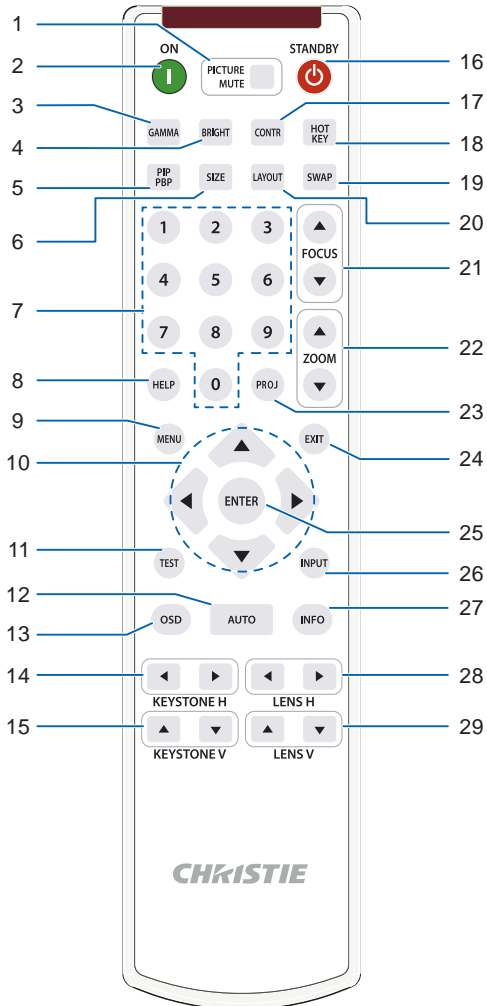 1
ON
STANDBY
2
PICTURE
MUTE
16
3
17
GAMMA
BRIGHT
CONTR
HOT
KEY
4
18
PIP
PBP
SIZE
LAYOUT
SWAP
5
19
6
20
1 2 3
FOCUS
21
4 5 6
7
7 8 9
ZOOM
22
8
HELP
0
PROJ
23
9
MENU
EXIT
24
10
ENTER
25
11
TEST
INPUT
26
12
27
13
OSD
AUTO
INFO
14
28
KEYSTONE H
LENS H
15
29
KEYSTONE V
LENS V
CHRISTIE